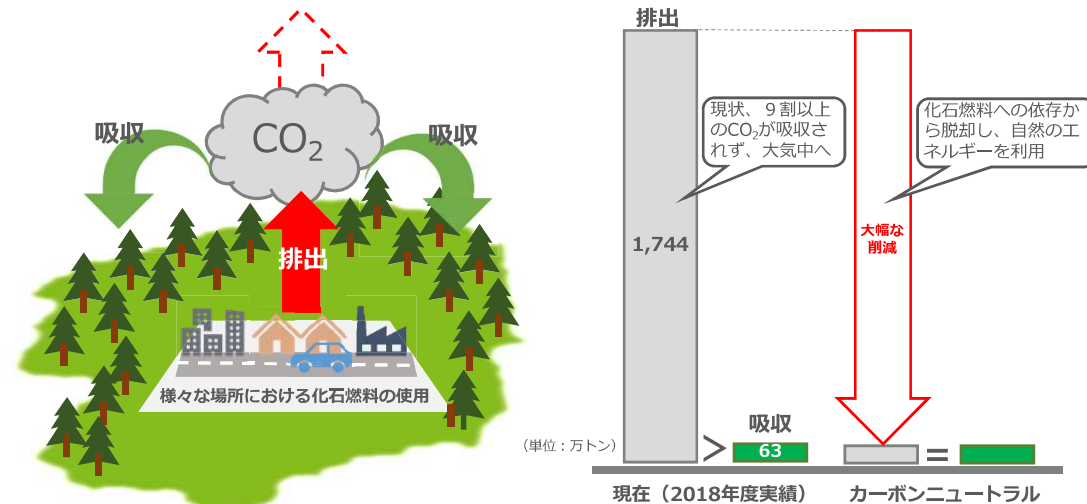 吸収
CO2
吸収
排出
様々な場所における化石燃料の使用
排出
現状、９割以上
のCO2が吸収さ
れず、大気中へ
化石燃料への依存か
ら脱却し、自然のエ
ネルギーを利用
1,744
大幅な
削減
（単位：万トン）
>
吸収
63
=
現在（2018年度実績）
カーボンニュートラル